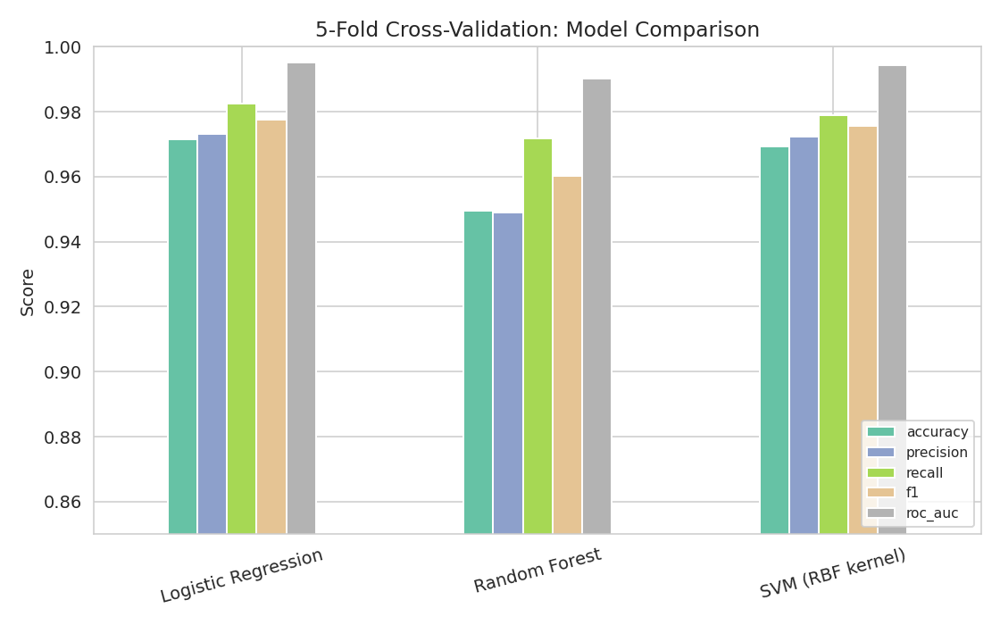 5-Fold Cross-Validation: Model Comparison
1.00
0.98
0.96
0.94
0.92
0.90
0.88
0.86
Score
accuracy
precision
recall
f1
roc_auc
Logistic Regression
Random Forest
SVM (RBF kernel)